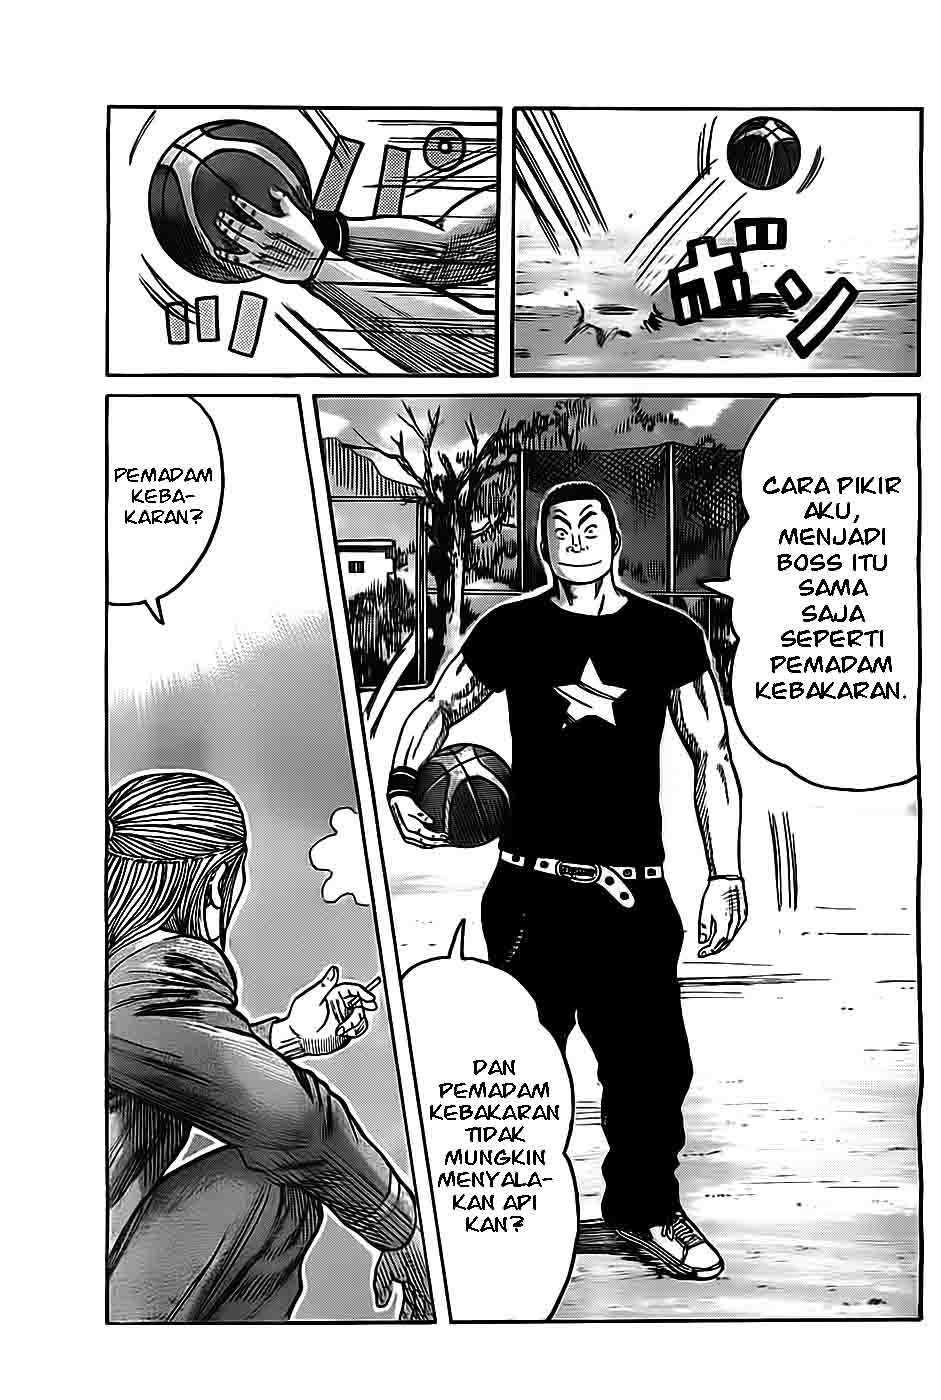 ボン
CARA PIKIR
AKU,
MENJADI
BOSS ITU
SAMA
SAJA
SEPERTI
PEMADAM
KEBAKARAN.
DAN
PEMADAM
KEBAKARAN
TIDAK
MUNGKIN
MENYALA-
KAN API
KAN?
PEMADAM
KEBA-
KARAN?